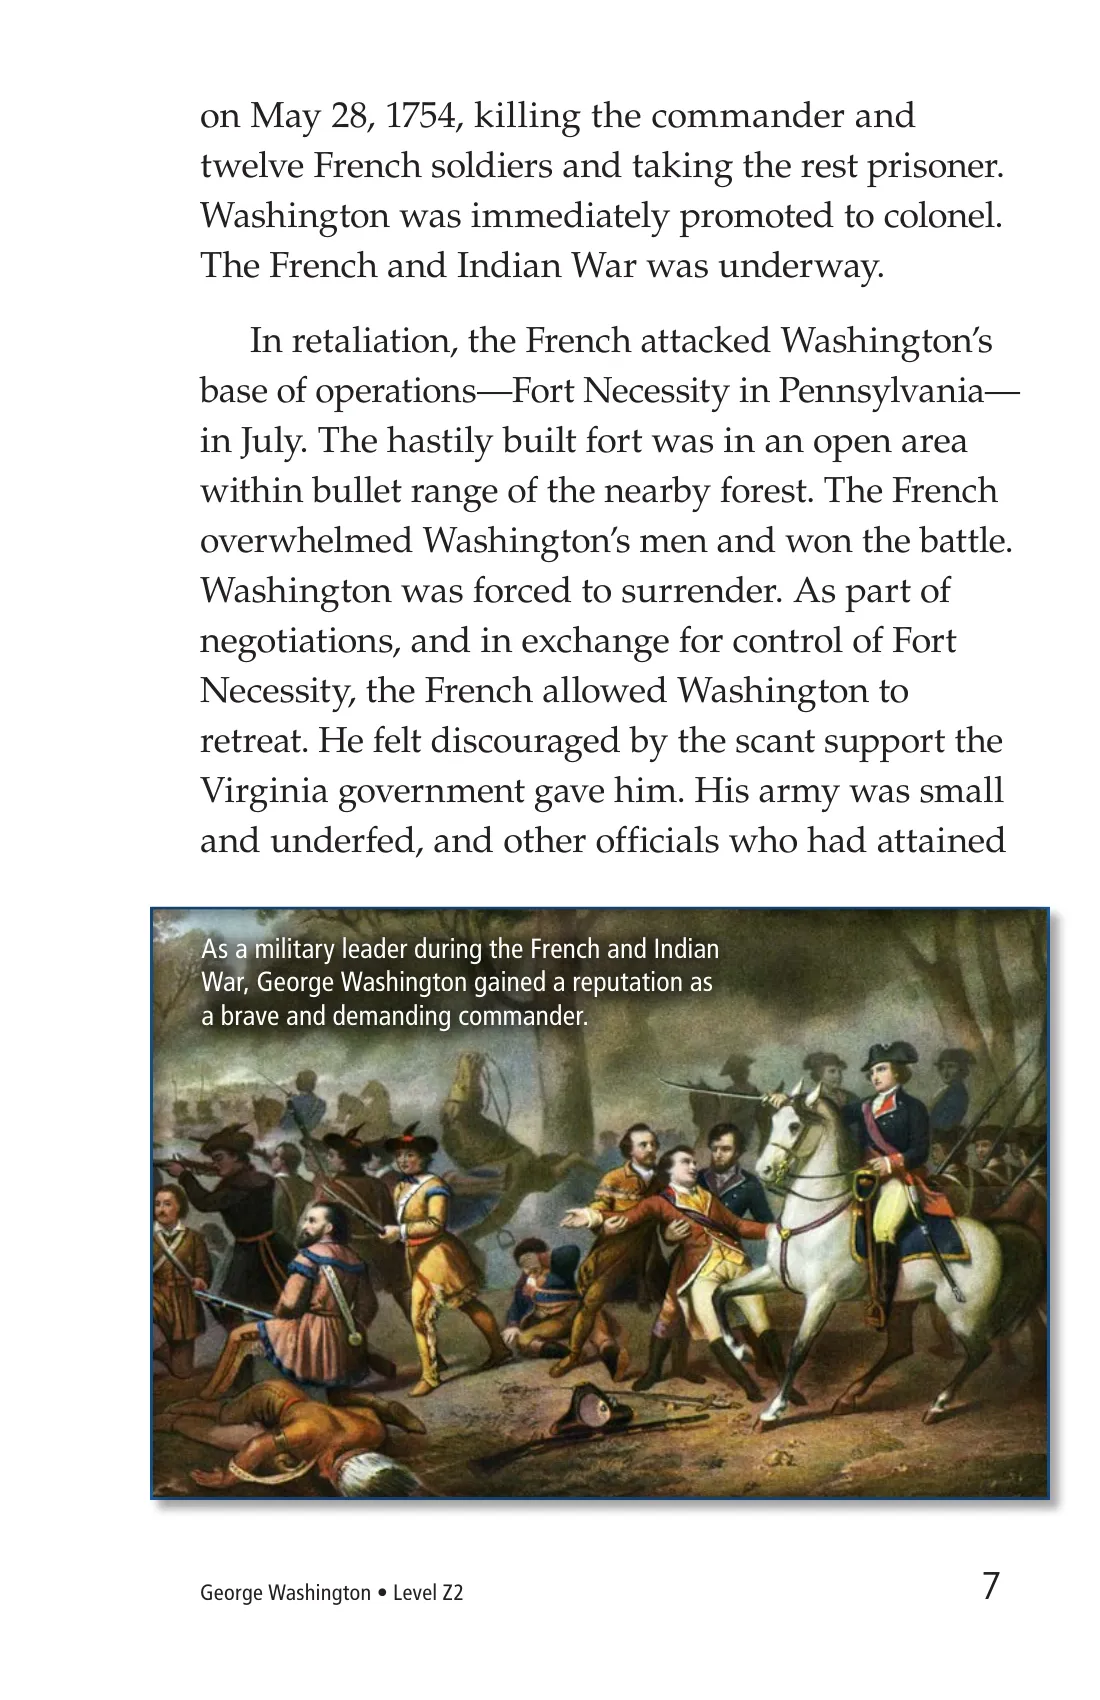 on May 28, 1754, killing the commander and
twelve French soldiers and taking the rest prisoner.
Washington was immediately promoted to colonel.
The French and Indian War was underway.
In retaliation, the French attacked Washington’s
base of operations—Fort Necessity in Pennsylvania—
in July. The hastily built fort was in an open area
within bullet range of the nearby forest. The French
overwhelmed Washington’s men and won the battle.
Washington was forced to surrender. As part of
negotiations, and in exchange for control of Fort
Necessity, the French allowed Washington to
retreat. He felt discouraged by the scant support the
Virginia government gave him. His army was small
and underfed, and other officials who had attained
As a military leader during the French and Indian
War, George Washington gained a reputation as
a brave and demanding commander.
George Washington • Level Z2
7